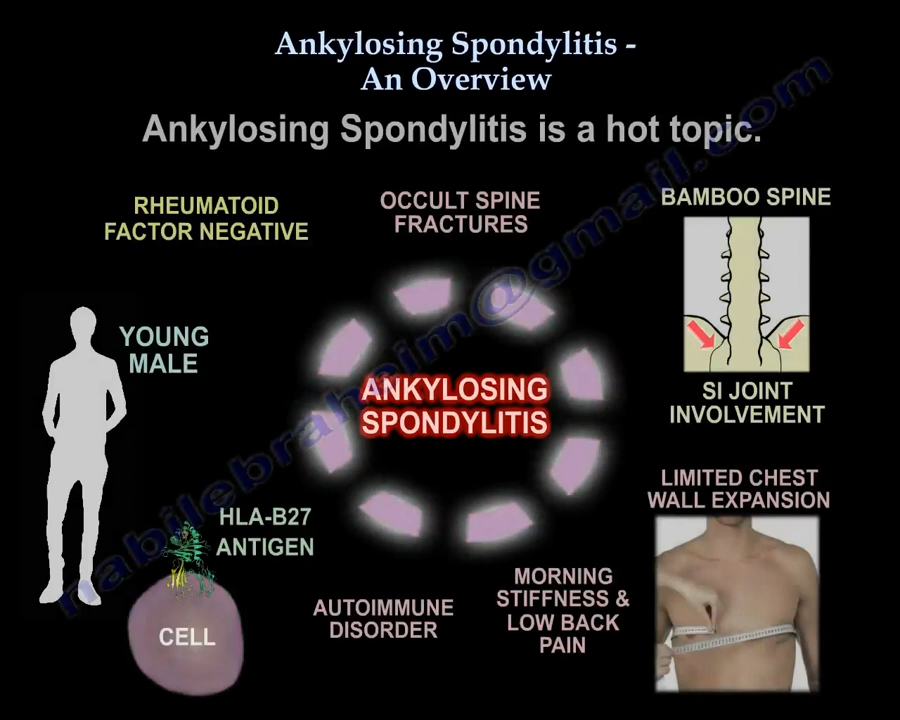 Ankylosing Spondylitis -
An Overview
Ankylosing Spondylitis is a hot topic.
RHEUMATOID
FACTOR NEGATIVE
OCCULT SPINE
FRACTURES
BAMBOO SPINE
YOUNG
MALE
ANKYLOSING
SPONDYLITIS
SI JOINT
INVOLVEMENT
LIMITED CHEST
WALL EXPANSION
HLA-B27
ANTIGEN
CELL
AUTOIMMUNE
DISORDER
MORNING
STIFFNESS &
LOW BACK
PAIN
nabilebraheim@gmail.com